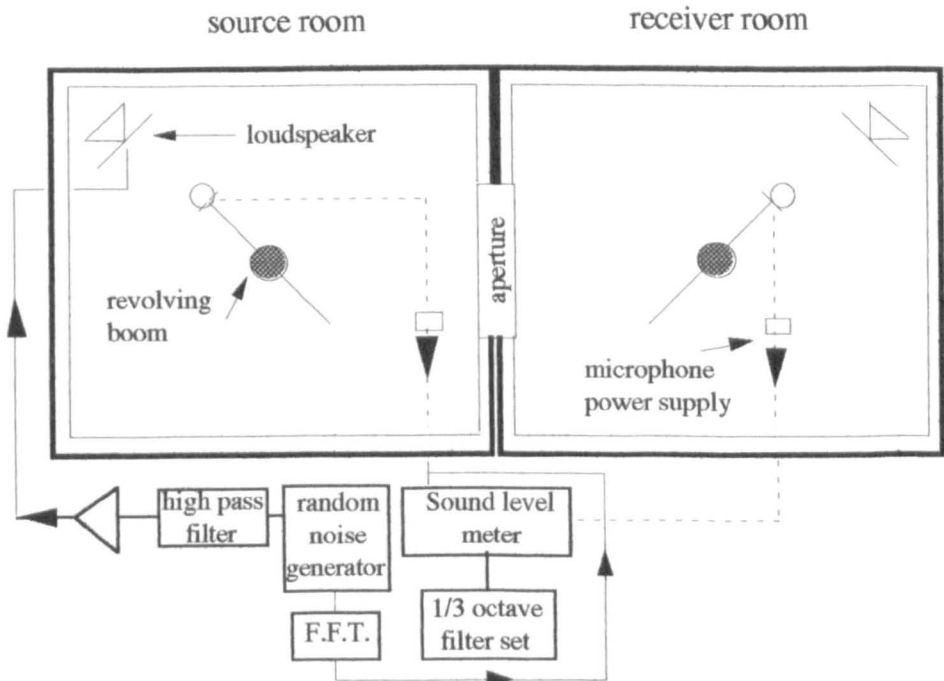 source room
receiver room
loudspeaker
aperture
revolving
boom
microphone
power supply
high pass
filter
random
noise
generator
Sound level
meter
F.F.T.
1/3 octave
filter set